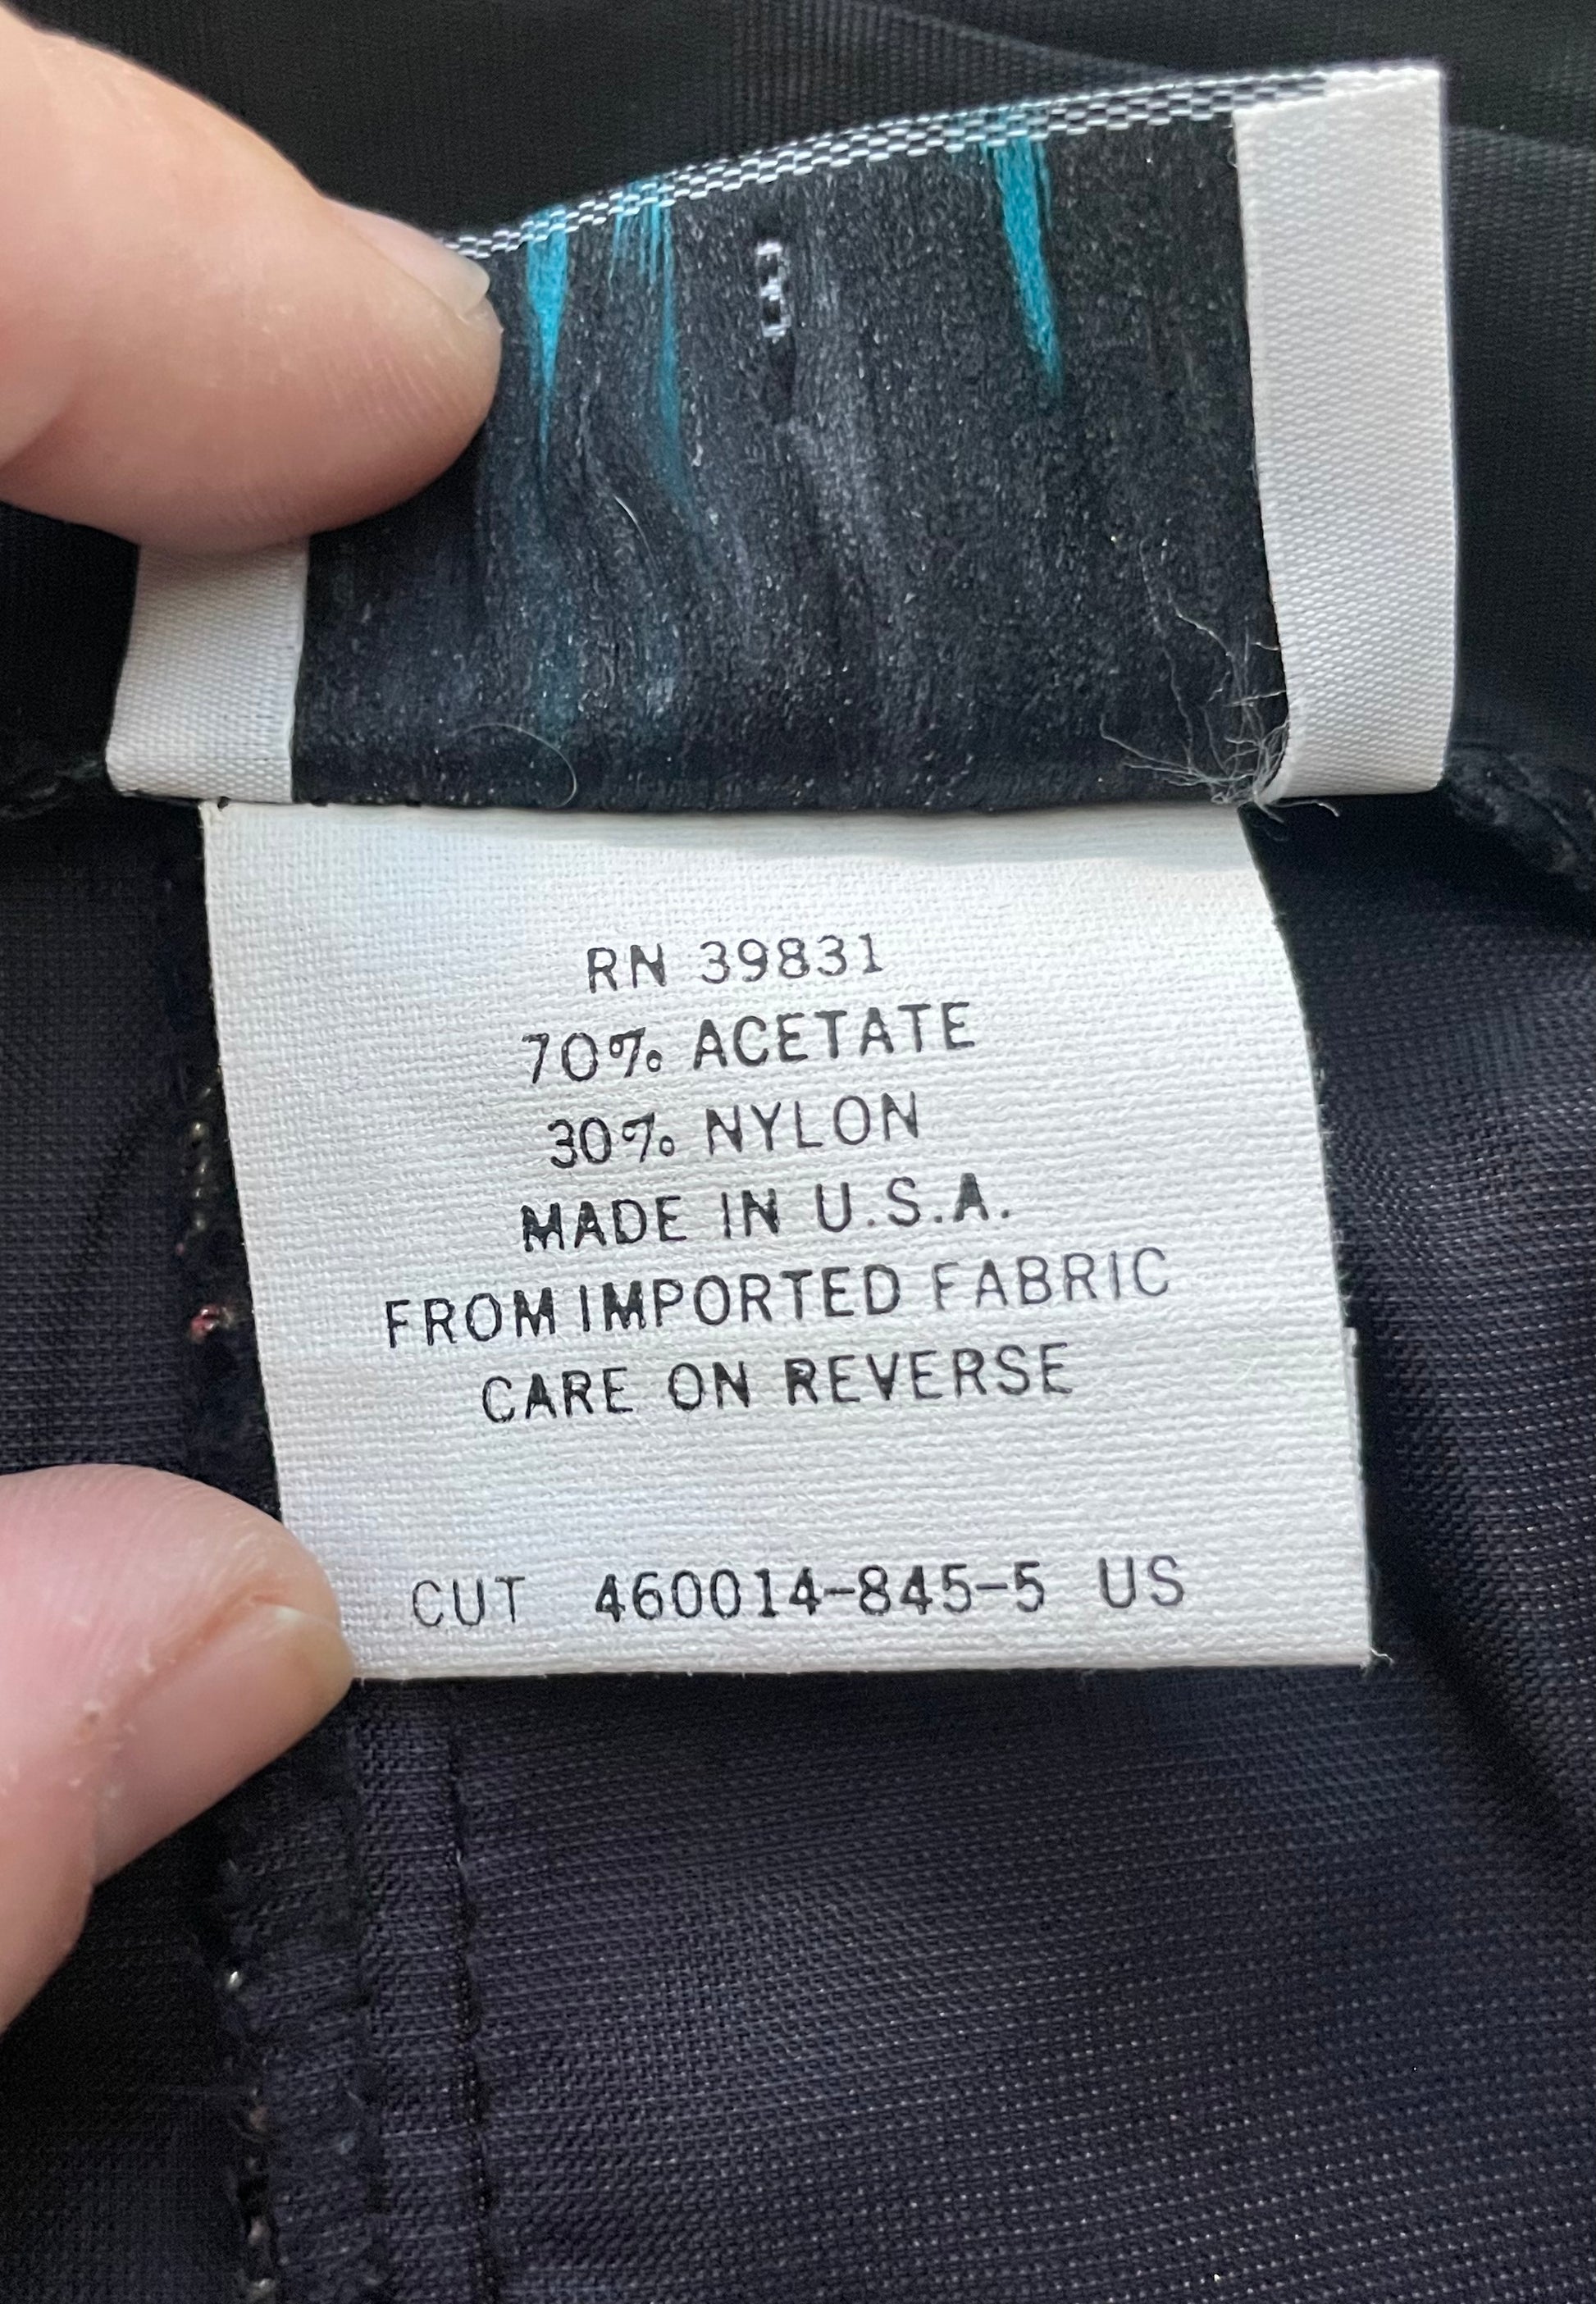 RN 39831
70% ACETATE
30% NYLON
MADE IN U.S.A.
FROM IMPORTED FABRIC
CARE ON REVERSE
CUT 460014-845-5 US